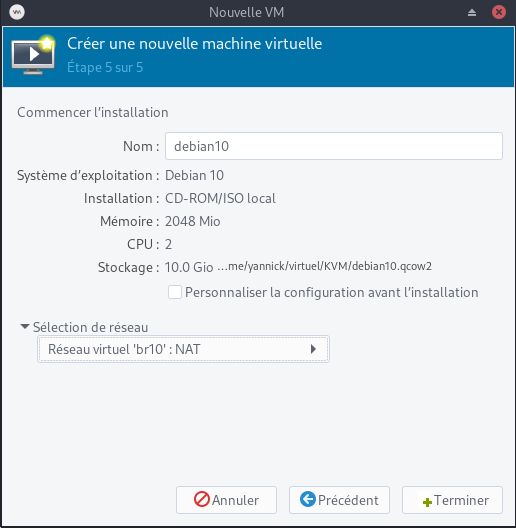 Nouvelle VM
Créer une nouvelle machine virtuelle
Étape 5 sur 5
Commencer l'installation
Nom : debian10
Système d'exploitation : Debian 10
Installation : CD-ROM/ISO local
Mémoire : 2048 Mio
CPU : 2
Stockage : 10.0 Gio ...me/yannick/virtuel/KVM/debian10.qcow2
Personnaliser la configuration avant l'installation
Sélection de réseau
Réseau virtuel 'br10' : NAT
Annuler Précédent Terminer